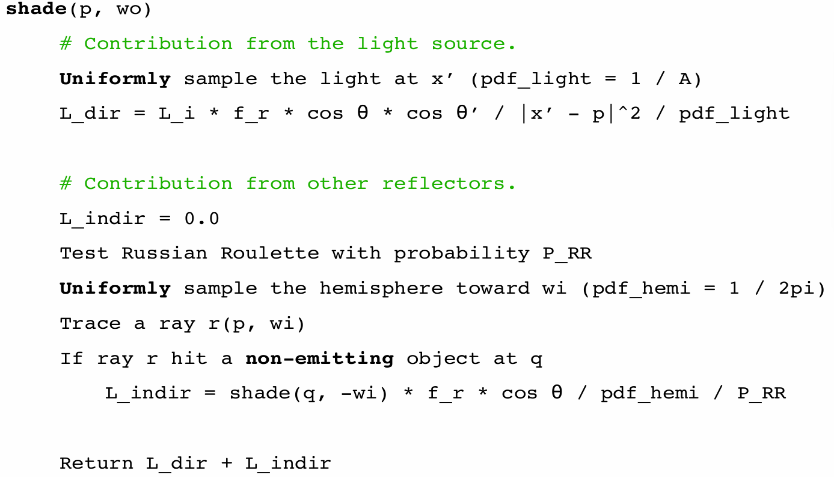 shade(p, wo)
# Contribution from the light source.
Uniformly sample the light at x′ (pdf_light = 1 / A)
L_dir = L_i * f_r * cos θ * cos θ′ / |x′ - p|^2 / pdf_light
# Contribution from other reflectors.
L_indir = 0.0
Test Russian Roulette with probability P_RR
Uniformly sample the hemisphere toward wi (pdf_hemi = 1 / 2pi)
Trace a ray r(p, wi)
If ray r hit a non-emitting object at q
L_indir = shade(q, -wi) * f_r * cos θ / pdf_hemi / P_RR
Return L_dir + L_indir